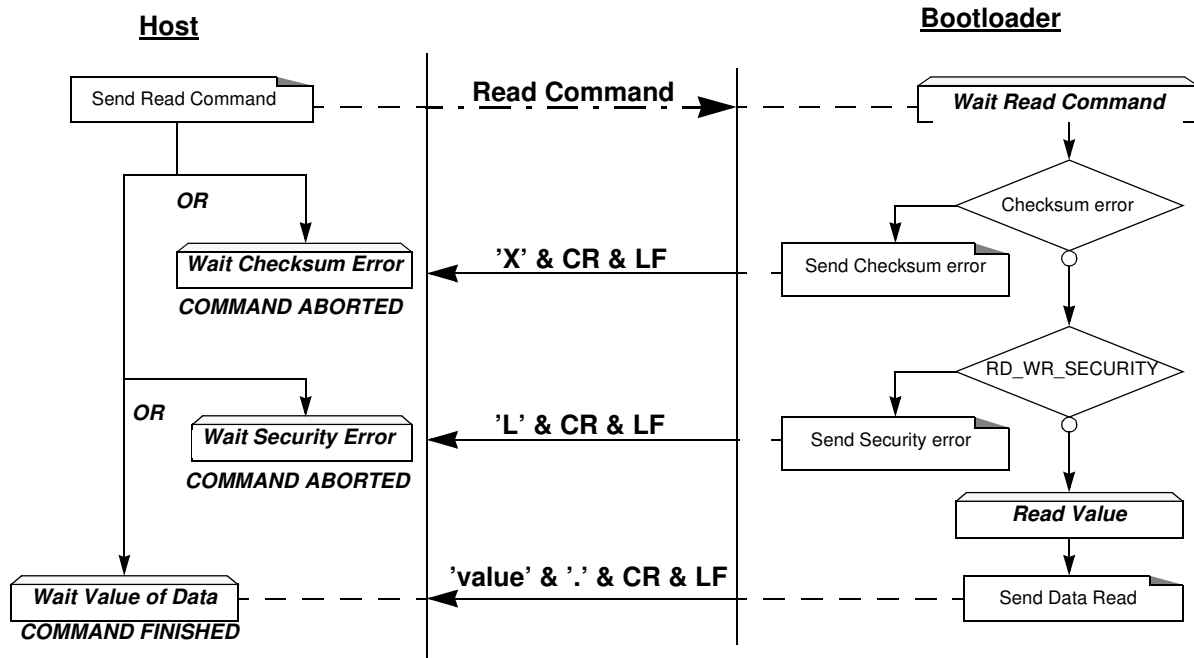 Host
Bootloader
Send Read Command
Read Command
Wait Read Command
OR
Checksum error
Wait Checksum Error
’X’ & CR & LF
Send Checksum error
COMMAND ABORTED
RD_WR_SECURITY
OR
Wait Security Error
’L’ & CR & LF
Send Security error
COMMAND ABORTED
Read Value
’value’ & ’.’ & CR & LF
Wait Value of Data
Send Data Read
COMMAND FINISHED